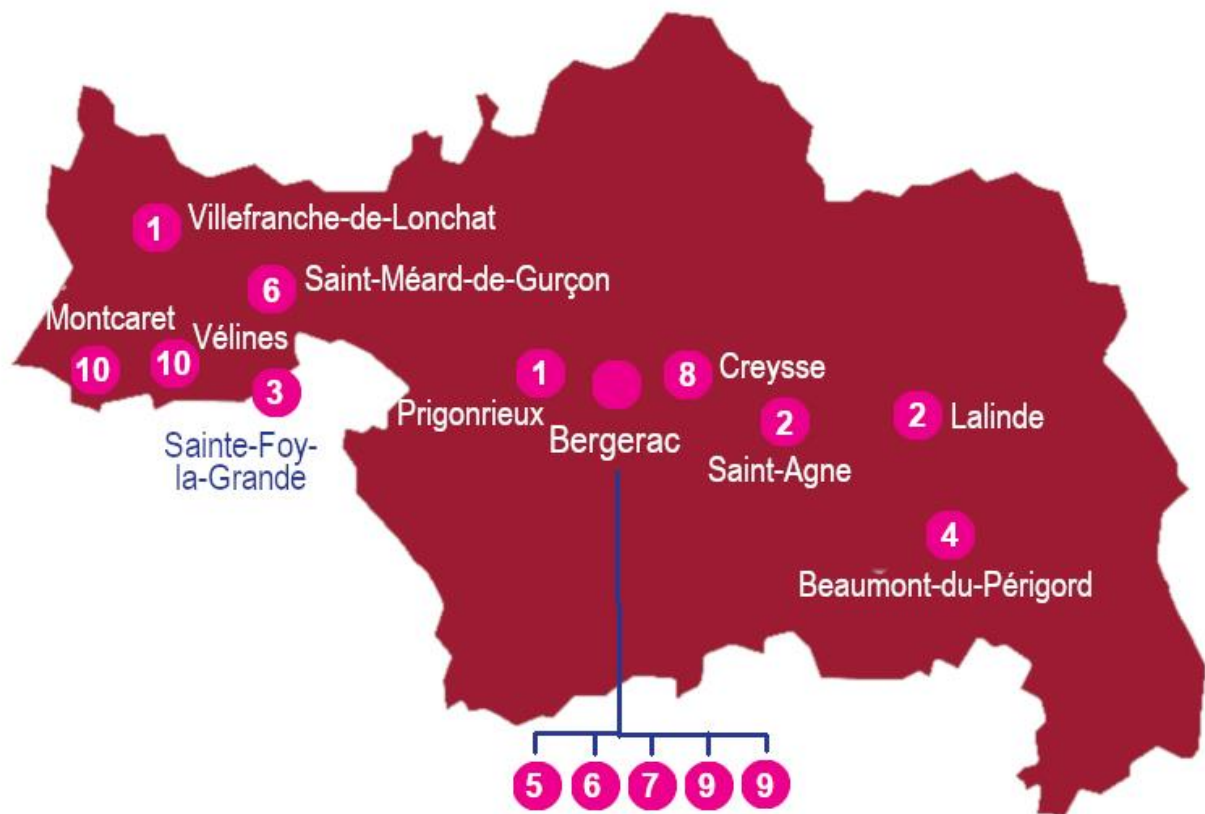 1 Villefranche-de-Lonchat
6 Saint-Méard-de-Gurçon
Montcaret
Vélines
10
10
3
Sainte-Foy-
la-Grande
1
Prigonrieux
Bergerac
8 Creysse
2
Saint-Agne
2 Lalinde
4
Beaumont-du-Périgord
5 6 7 9 9